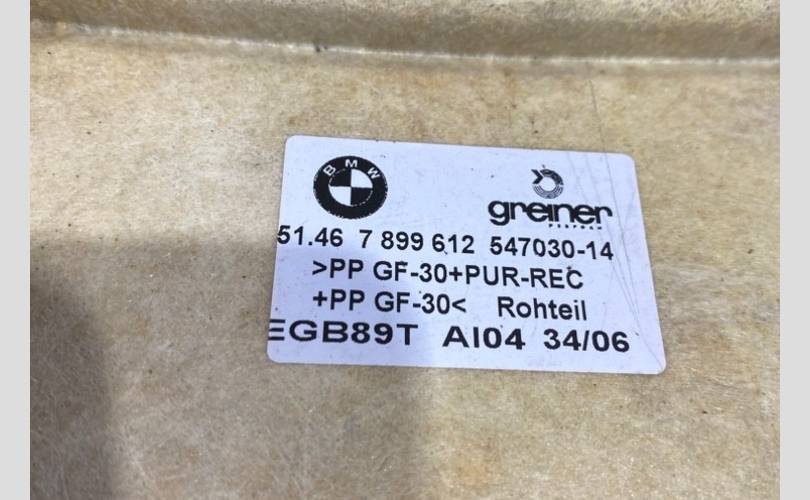 BMW
greiner
PERFOAM
51.46 7 899 612 547030-14
>PP GF-30+PUR-REC
+PP GF-30< Rohteil
EGB89T AI04 34/06